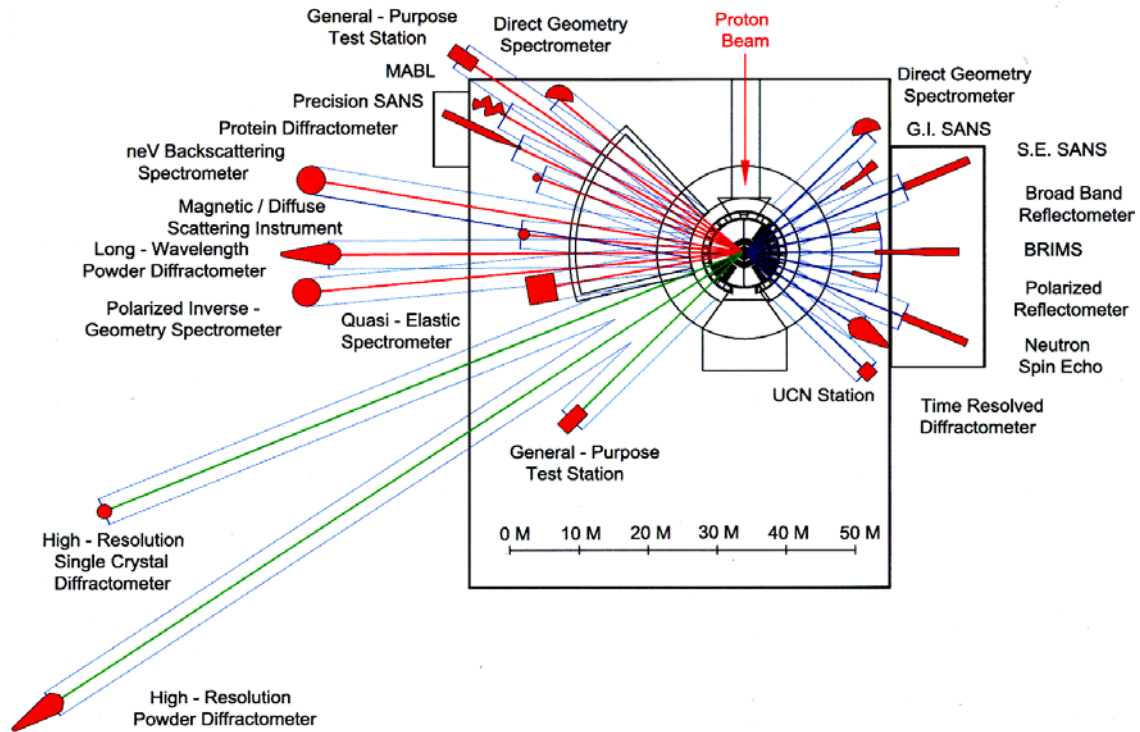 General - Purpose
Test Station
Direct Geometry
Spectrometer
Proton
Beam
MABL
Precision SANS
Protein Diffractometer
neV Backscattering
Spectrometer
Magnetic / Diffuse
Scattering Instrument
Long - Wavelength
Powder Diffractometer
Polarized Inverse -
Geometry Spectrometer
Quasi - Elastic
Spectrometer
Direct Geometry
Spectrometer
G.I. SANS
S.E. SANS
Broad Band
Reflectometer
BRIMS
Polarized
Reflectometer
Neutron
Spin Echo
UCN Station
Time Resolved
Diffractometer
General - Purpose
Test Station
0 M 10 M 20 M 30 M 40 M 50 M
High - Resolution
Single Crystal
Diffractometer
High - Resolution
Powder Diffractometer